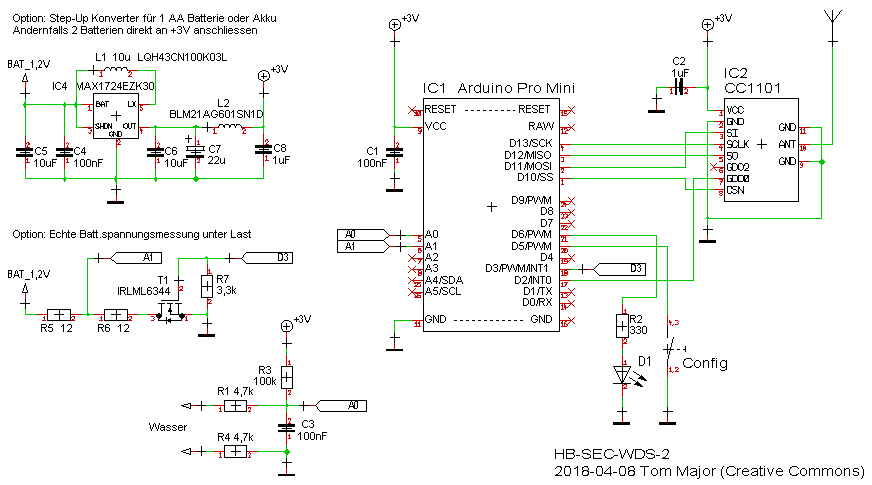 Option: Step-Up Konverter für 1 AA Batterie oder Akku
Andernfalls 2 Batterien direkt an +3V anschliessen
L1 10u LQH43CN100K03L
BAT_1,2V
IC4 MAX1724EZK30
BAT LX
SHDN OUT
GND
L2
BLM21AG601SN1D
+3V
C5
10uF
C4
100nF
C6
10uF
C7
22u
C8
1uF
Option: Echte Batt.spannungsmessung unter Last
BAT_1,2V
A1
D3
T1
IRLML6344
R7
3,3k
R5 12
R6 12
+3V
R3
100k
R1 4,7k
A0
Wasser
C3
100nF
R4 4,7k
+3V
IC1 Arduino Pro Mini
RESET ---------- RESET
RAW
VCC
D13/SCK
D12/MISO
D11/MOSI
D10/SS
C1
100nF
D9/PWM
D8
D7
A0
A1
A0
A1
A2
A3
A4/SDA
A5/SCL
D6/PWM
D5/PWM
D4
D3/PWM/INT1
D3
D2/INT0
D1/TX
D0/RX
GND ---------- GND
R2
330
D1
Config
+3V
C2
1uF
IC2
CC1101
VCC
GND
SI
SCLK
SO
GDO2
GDO0
CSN
GND
ANT
GND
HB-SEC-WDS-2
2018-04-08 Tom Major (Creative Commons)